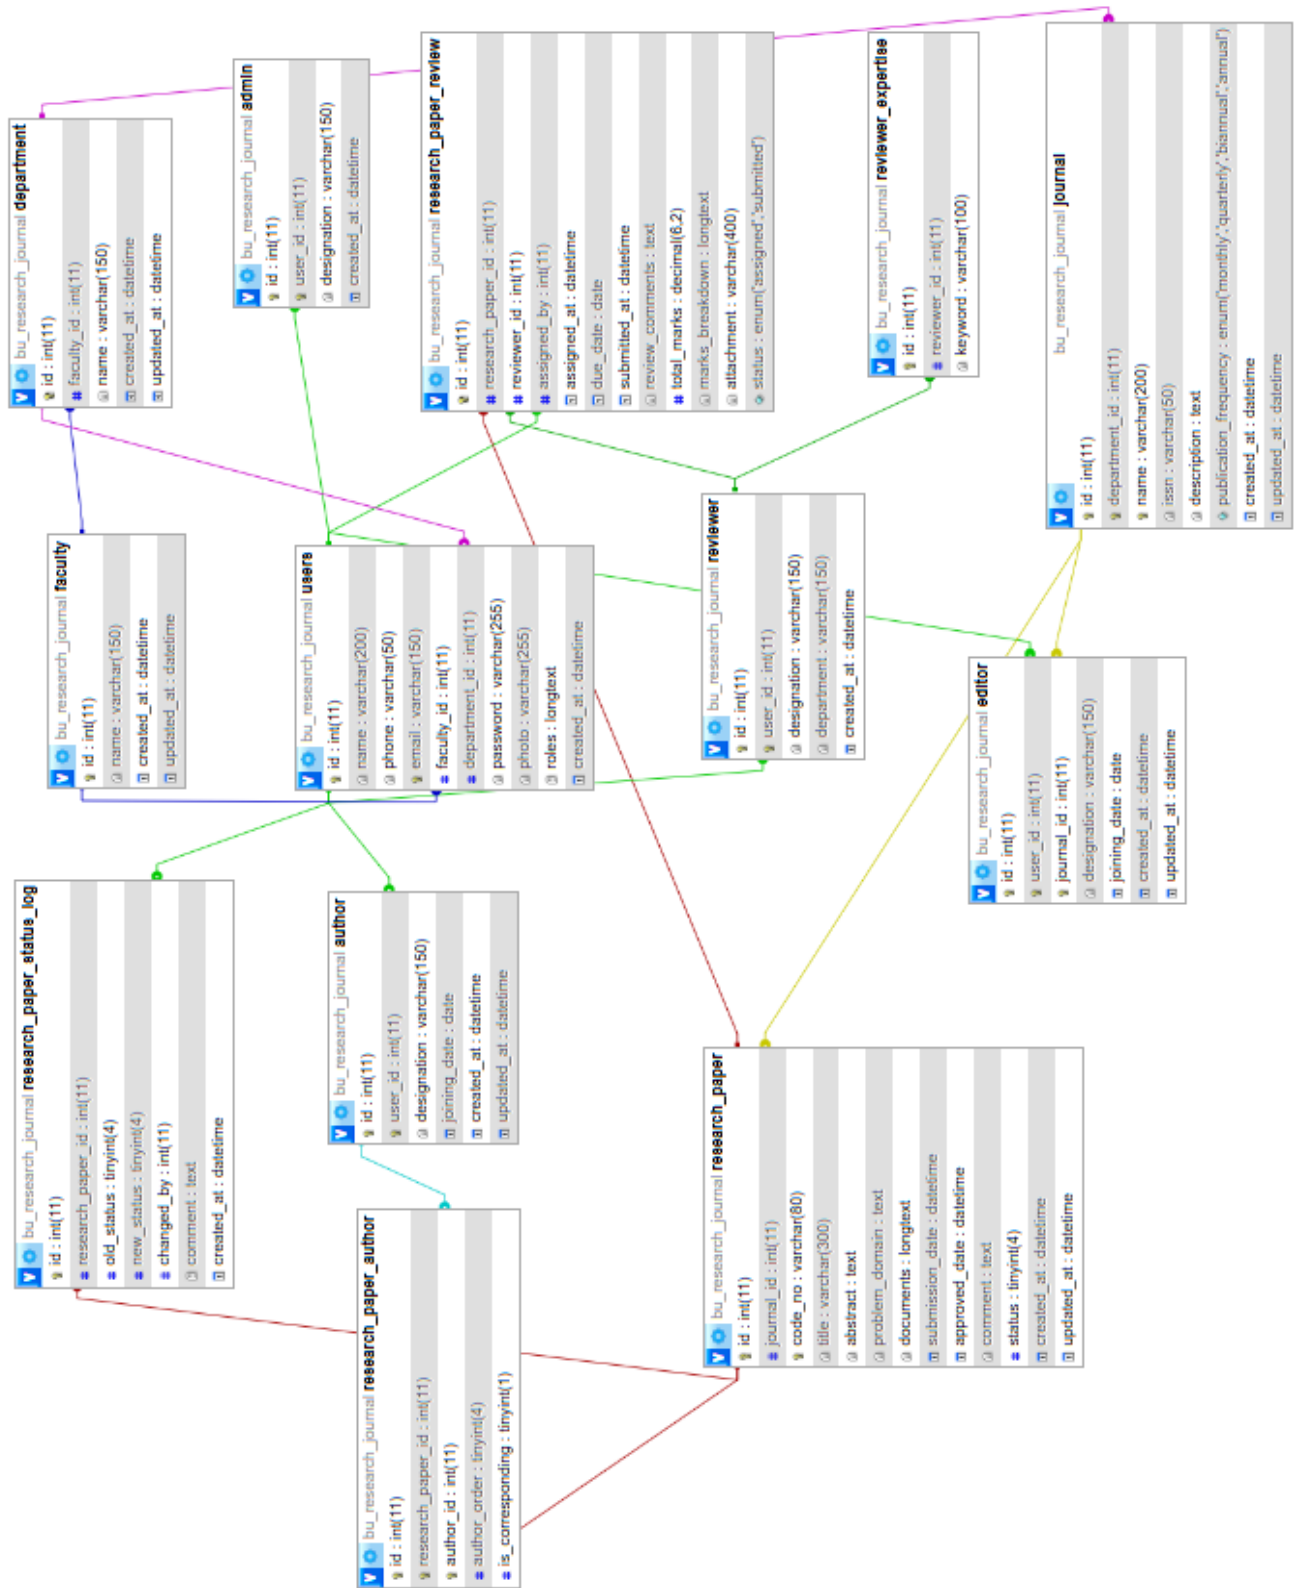 bu_research_journal research_paper_status_log
id : int(11)
research_paper_id : int(11)
old_status : tinyint(4)
new_status : tinyint(4)
changed_by : int(11)
comment : text
created_at : datetime
bu_research_journal faculty
id : int(11)
name : varchar(150)
created_at : datetime
updated_at : datetime
bu_research_journal department
id : int(11)
faculty_id : int(11)
name : varchar(150)
created_at : datetime
updated_at : datetime
bu_research_journal admin
id : int(11)
user_id : int(11)
designation : varchar(150)
created_at : datetime
bu_research_journal author
id : int(11)
user_id : int(11)
designation : varchar(150)
joining_date : date
created_at : datetime
updated_at : datetime
bu_research_journal users
id : int(11)
name : varchar(200)
phone : varchar(50)
email : varchar(150)
faculty_id : int(11)
department_id : int(11)
password : varchar(255)
photo : varchar(255)
roles : longtext
created_at : datetime
bu_research_journal research_paper_author
id : int(11)
research_paper_id : int(11)
author_id : int(11)
author_order : tinyint(4)
is_corresponding : tinyint(1)
bu_research_journal research_paper_review
id : int(11)
research_paper_id : int(11)
reviewer_id : int(11)
assigned_by : int(11)
assigned_at : datetime
due_date : date
submitted_at : datetime
review_comments : text
total_marks : decimal(6,2)
marks_breakdown : longtext
attachment : varchar(400)
status : enum('assigned','submitted')
bu_research_journal research_paper
id : int(11)
journal_id : int(11)
code_no : varchar(80)
title : varchar(300)
abstract : text
problem_domain : text
documents : longtext
submission_date : datetime
approved_date : datetime
comment : text
status : tinyint(4)
created_at : datetime
updated_at : datetime
bu_research_journal reviewer
id : int(11)
user_id : int(11)
designation : varchar(150)
department : varchar(150)
created_at : datetime
bu_research_journal reviewer_expertise
id : int(11)
reviewer_id : int(11)
keyword : varchar(100)
bu_research_journal editor
id : int(11)
user_id : int(11)
journal_id : int(11)
designation : varchar(150)
joining_date : date
created_at : datetime
updated_at : datetime
bu_research_journal journal
id : int(11)
department_id : int(11)
name : varchar(200)
issn : varchar(50)
description : text
publication_frequency : enum('monthly','quarterly','biannual','annual')
created_at : datetime
updated_at : datetime